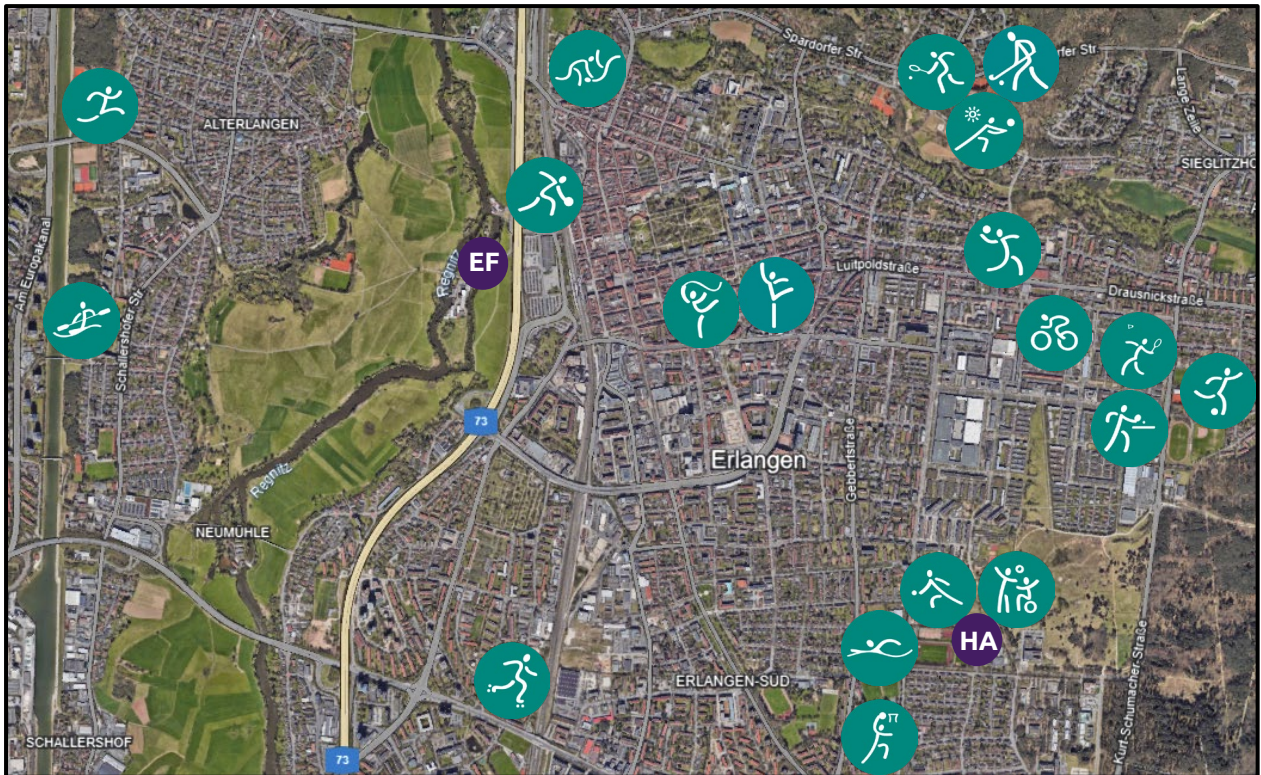 Spardorfer Str
rfer Str
Lange Zeile
ALTERLANGEN
SIEGLITZHO
Am Europakanal
Regnitz
EF
Luitpoldstraße
Drausnickstraße
Schallershofer Str
73
Erlangen
Gebbertstraße
Regnitz
NEUMÜHLE
HA
ERLANGEN-SÜD
Kurt-Schumacher-Straße
SCHALLERSHOF
73